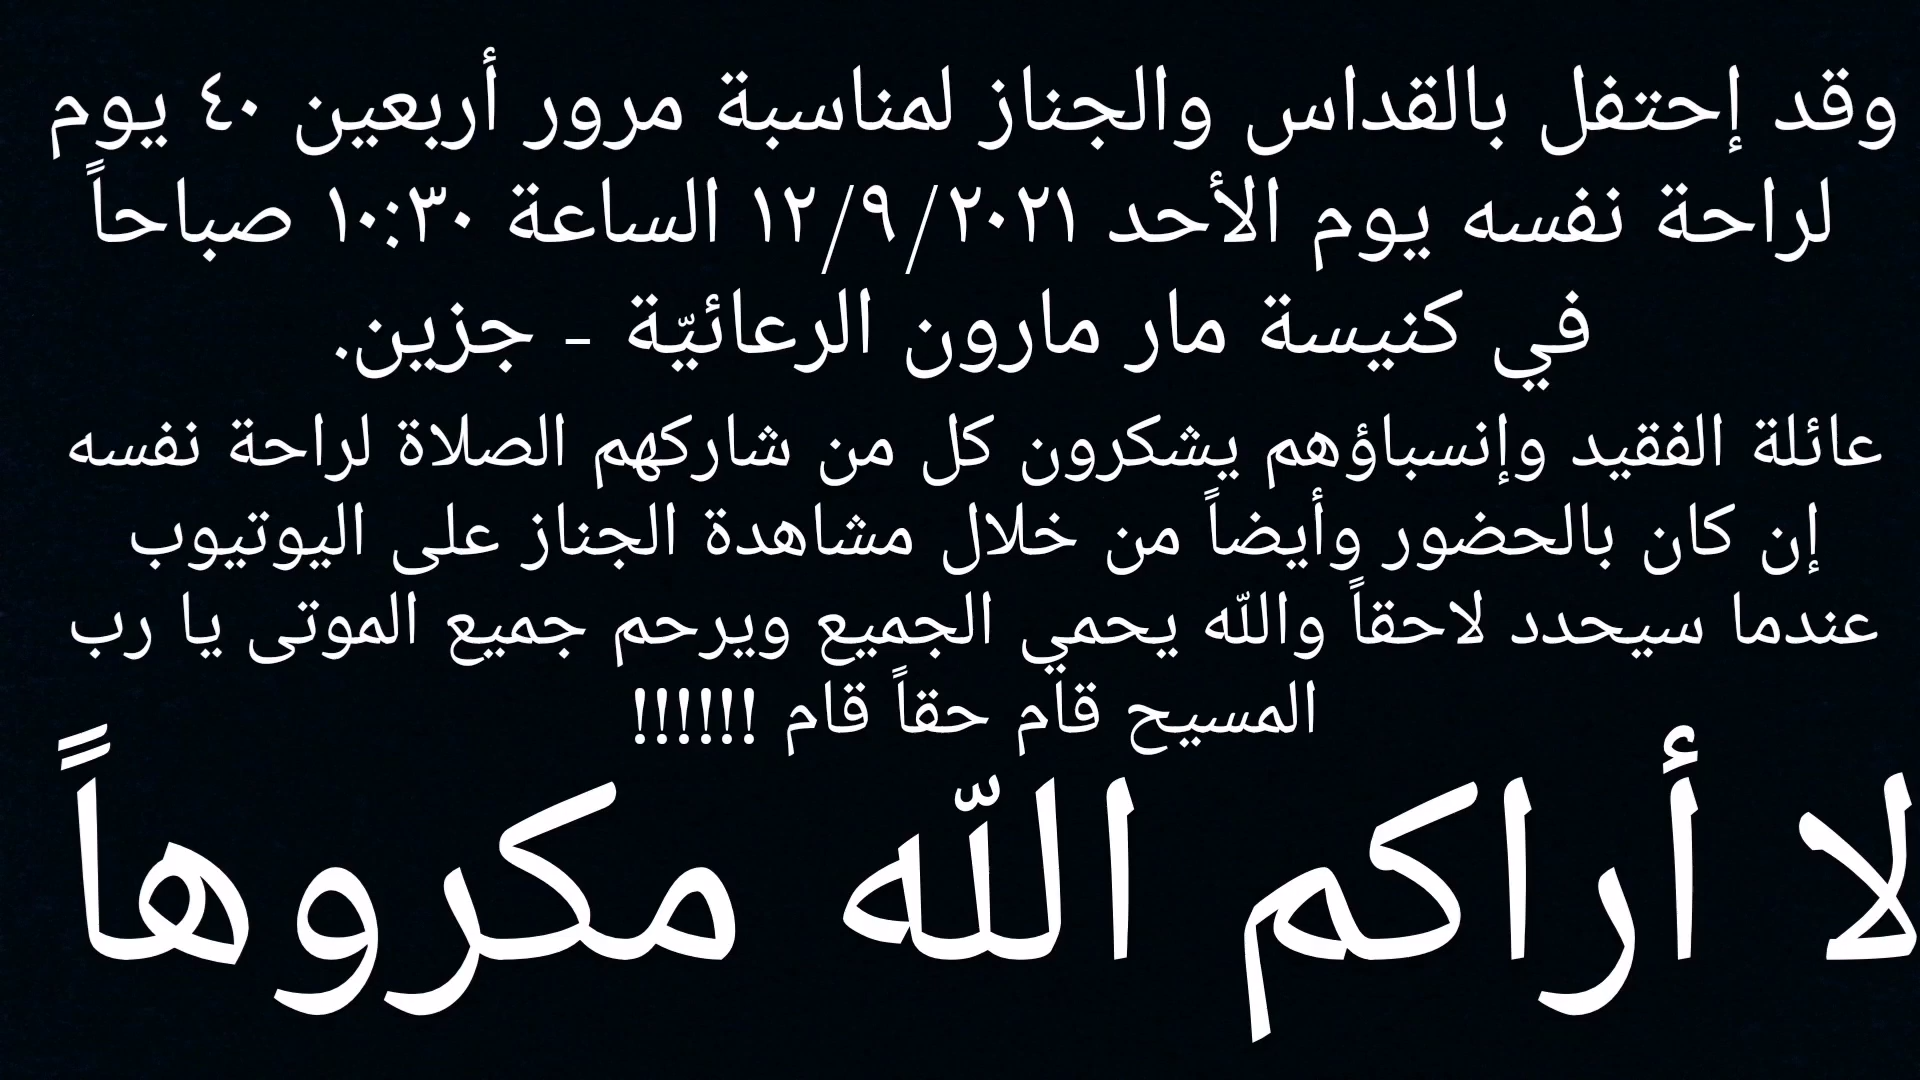 وقد إحتفل بالقداس والجناز لمناسبة مرور أربعين ٤٠ يوم
لراحة نفسه يوم الأحد ١٢/٩/٢٠٢١ الساعة ١٠:٣٠ صباحاً
في كنيسة مار مارون الرعائيّة - جزين.
عائلة الفقيد وإنسباؤهم يشكرون كل من شاركهم الصلاة لراحة نفسه
إن كان بالحضور وأيضاً من خلال مشاهدة الجناز على اليوتيوب
عندما سيحدد لاحقاً والله يحمي الجميع ويرحم جميع الموتى يا رب
المسيح قام حقاً قام !!!!!!
لا أراكم الله مكروهاً